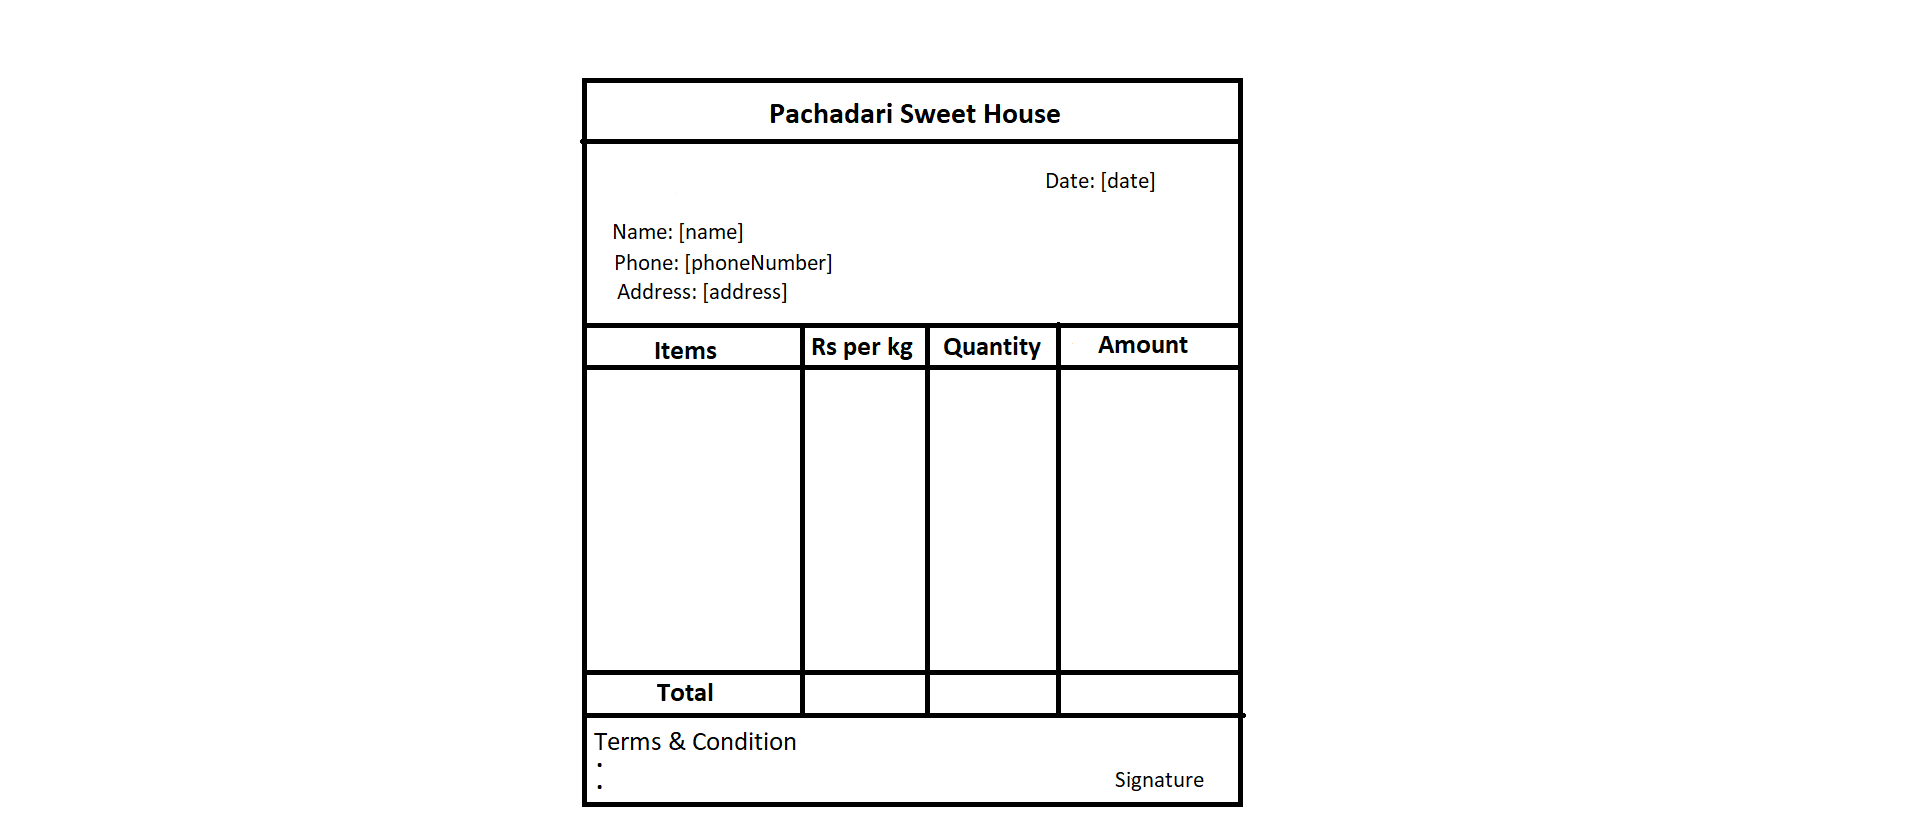 Pachadari Sweet House
Date: [date]
Name: [name]
Phone: [phoneNumber]
Address: [address]
Items Rs per kg Quantity Amount
Total
Terms & Condition
Signature